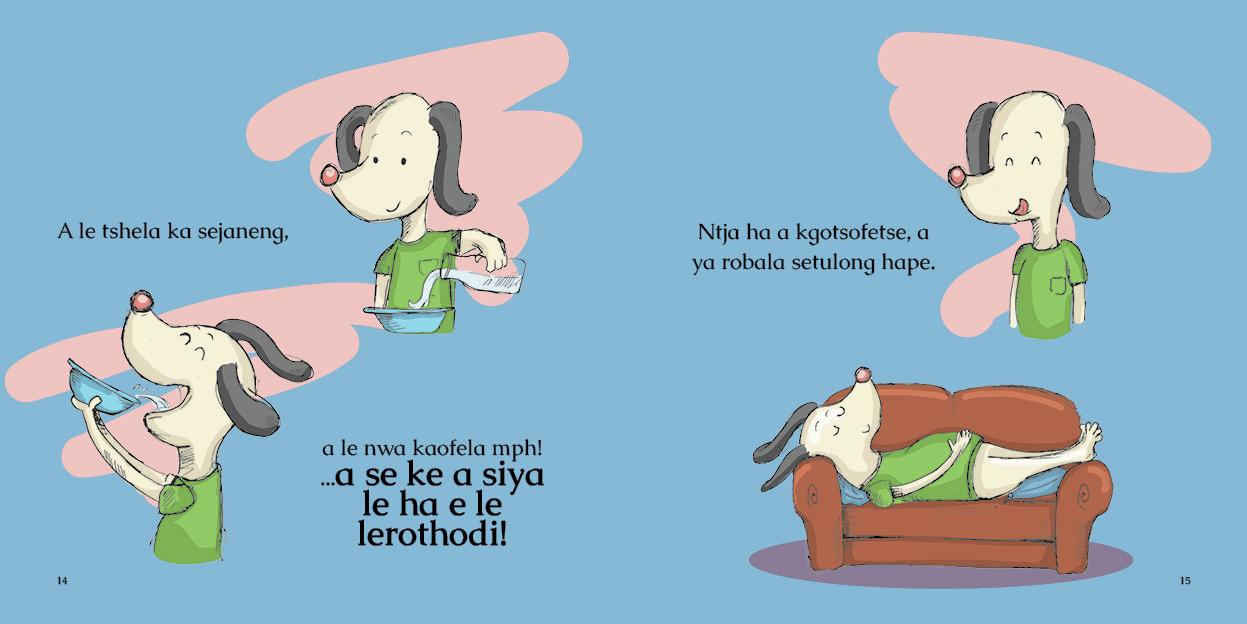 A le tshela ka sejaneng,
a le nwa kaofela mph!
...a se ke a siya
le ha e le
lerothodi!
14
Ntja ha a kgotsofetse, a
ya robala setulong hape.
15